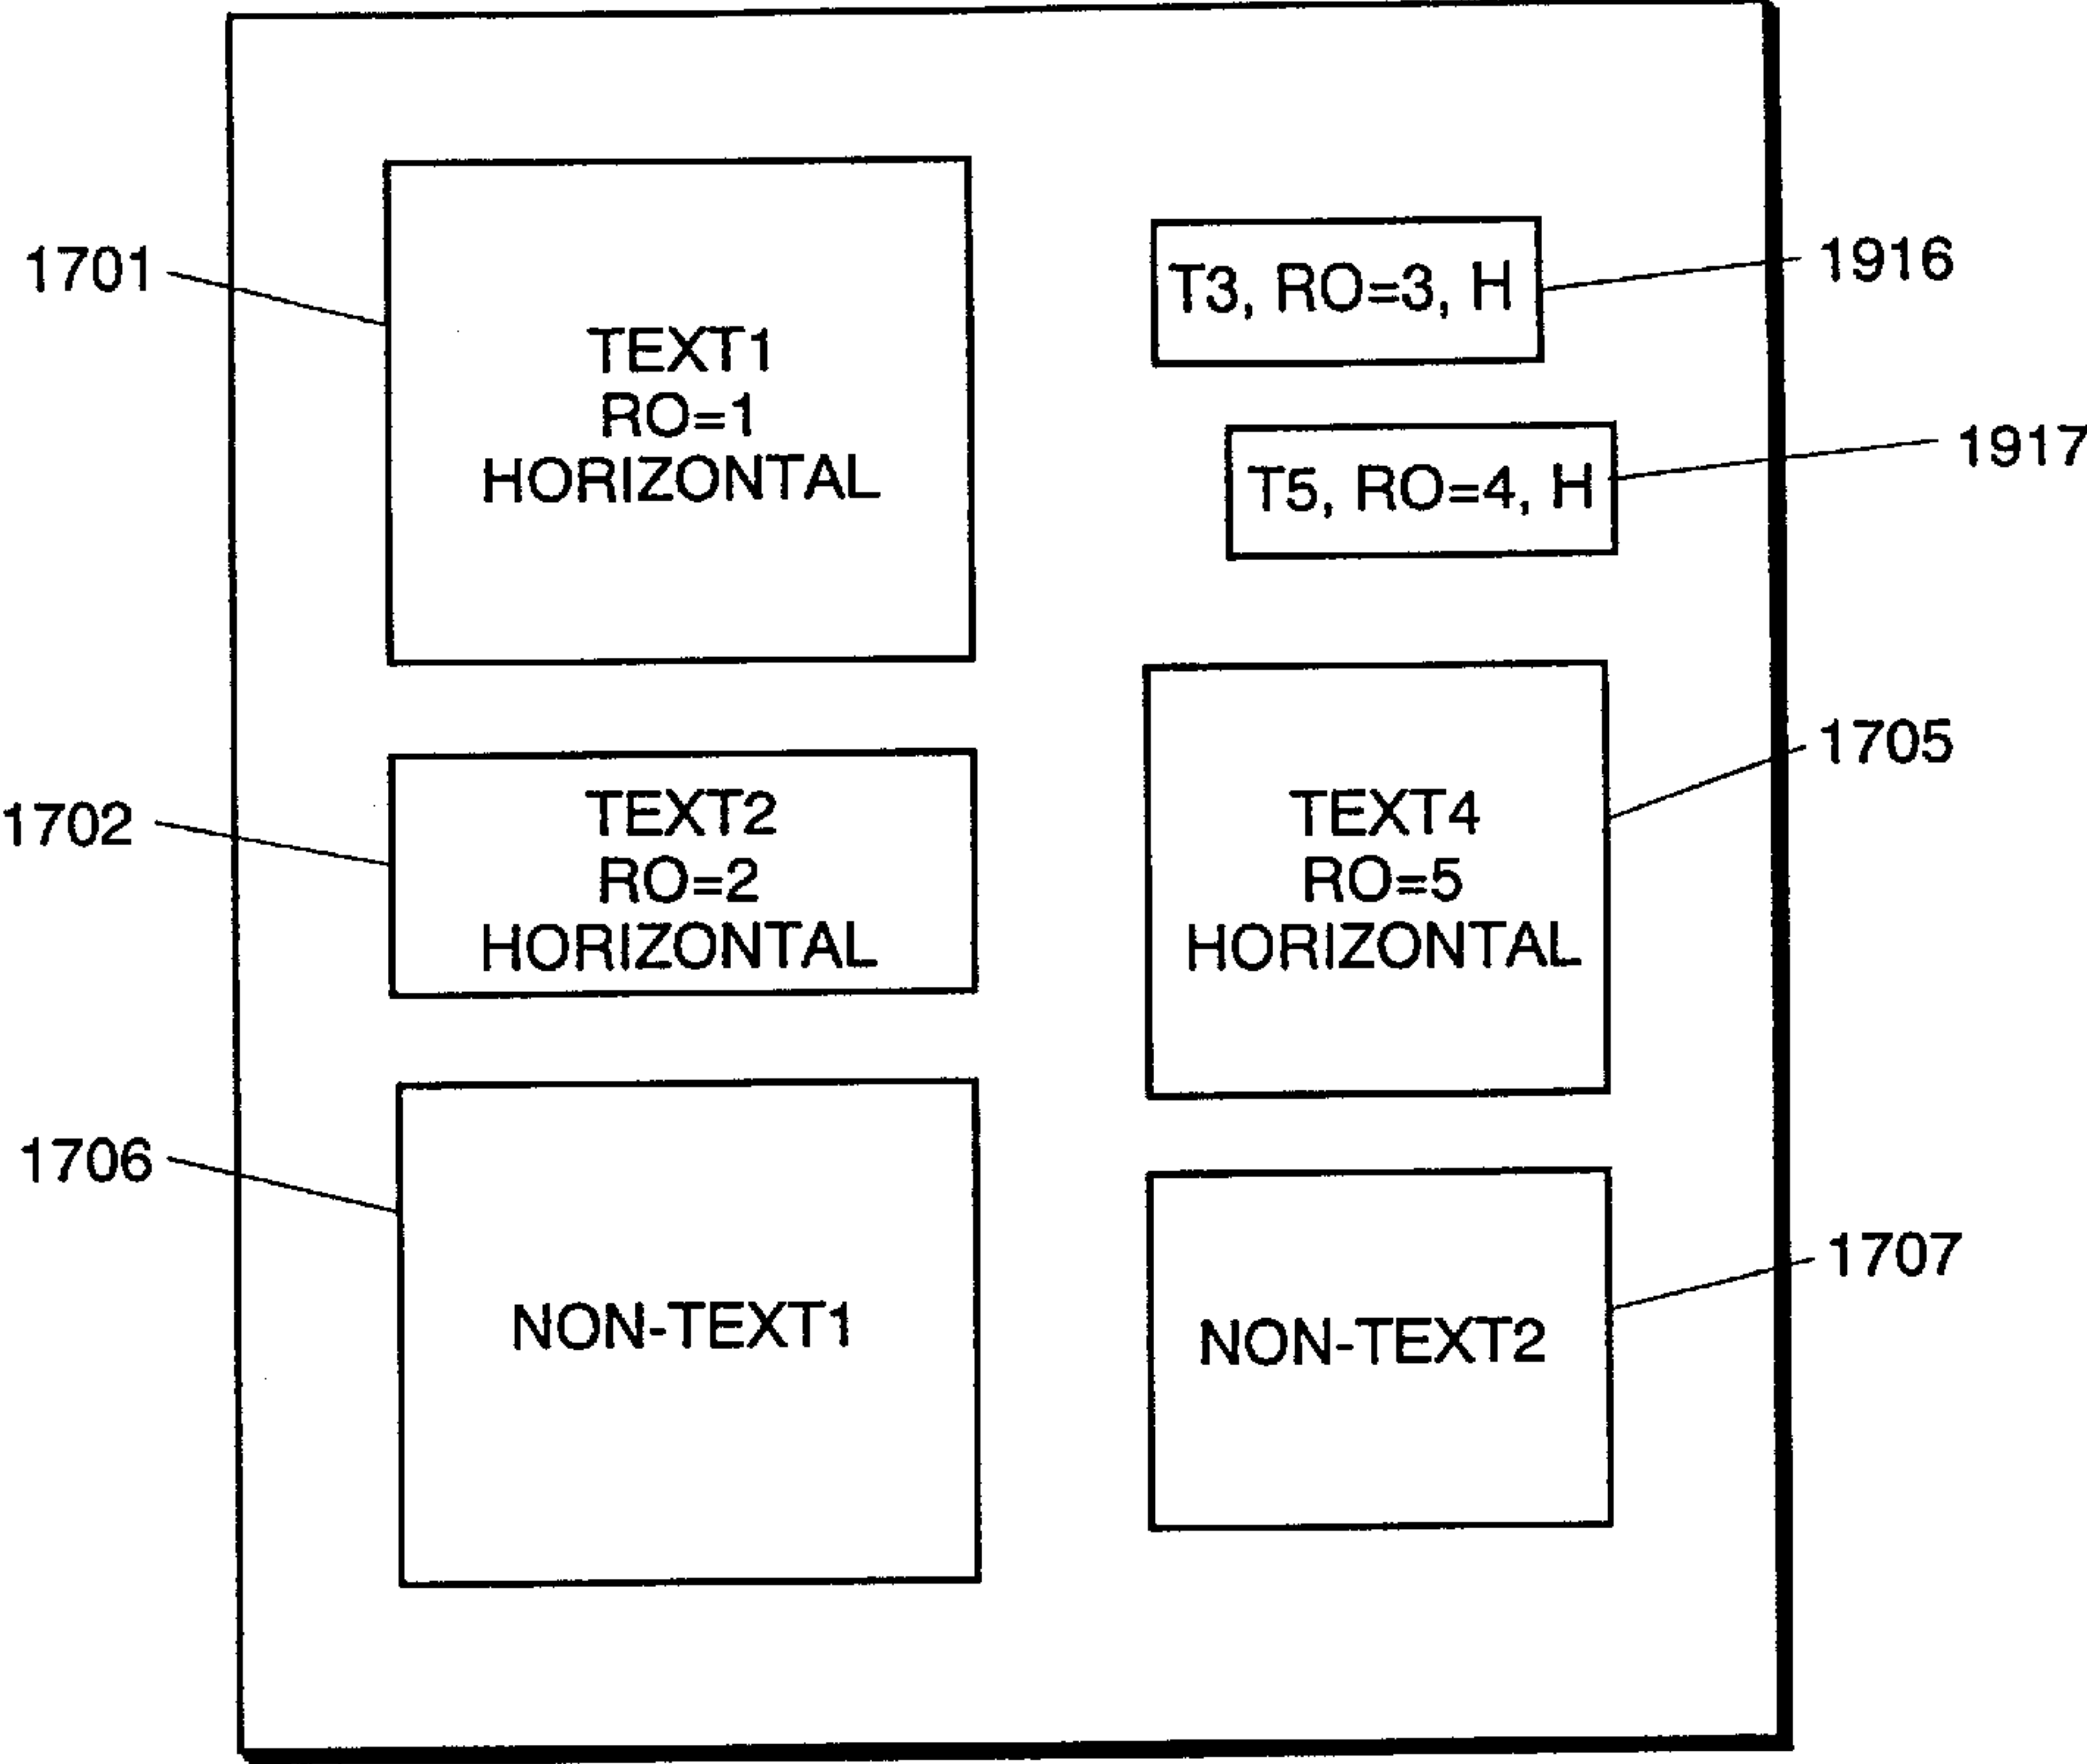 1701
TEXT1
RO=1
HORIZONTAL
1702
TEXT2
RO=2
HORIZONTAL
1706
NON-TEXT1
T3, RO=3, H
1916
T5, RO=4, H
1917
TEXT4
RO=5
HORIZONTAL
1705
NON-TEXT2
1707